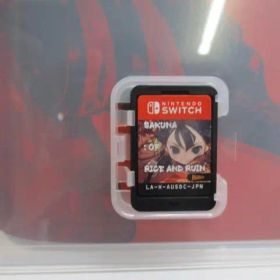 NINTENDO
SWITCH
SAKUNA
: OF
RICE AND RUIN
LA-H-AUSDC-JPN